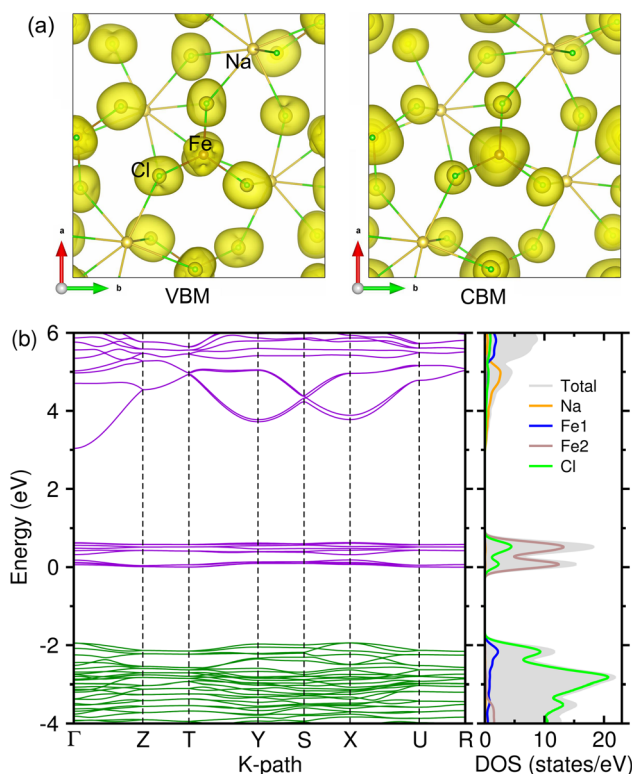 (a)
Na
Fe
Cl
a
b
VBM
a
b
CBM
(b)
6
4
2
0
-2
-4
Energy (eV)
Γ Z T Y S X U R
K-path
Total
Na
Fe1
Fe2
Cl
0 10 20
DOS (states/eV)